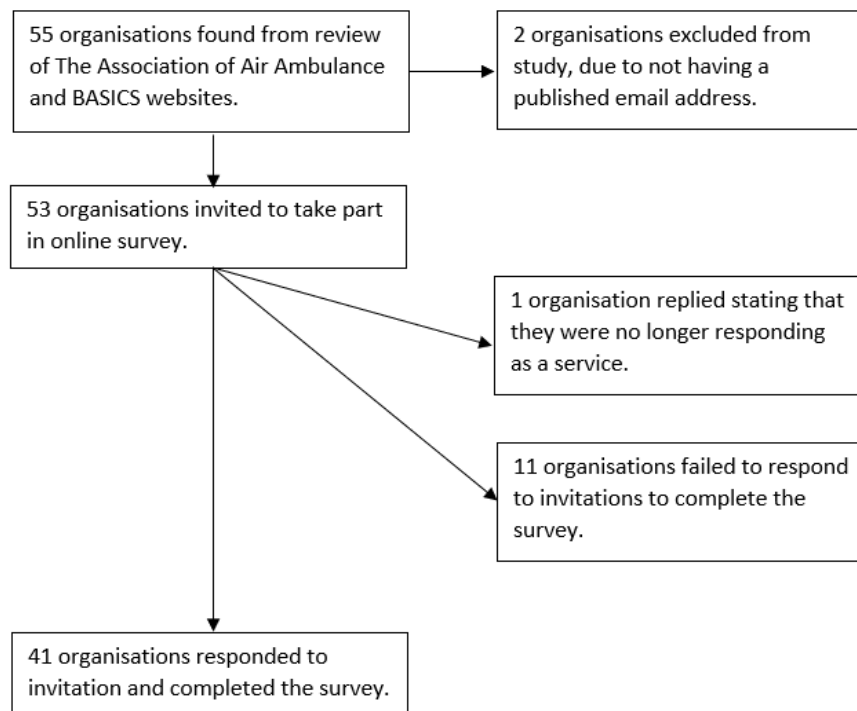 55 organisations found from review
of The Association of Air Ambulance
and BASICS websites.
2 organisations excluded from
study, due to not having a
published email address.
53 organisations invited to take part
in online survey.
1 organisation replied stating that
they were no longer responding
as a service.
11 organisations failed to respond
to invitations to complete the
survey.
41 organisations responded to
invitation and completed the survey.